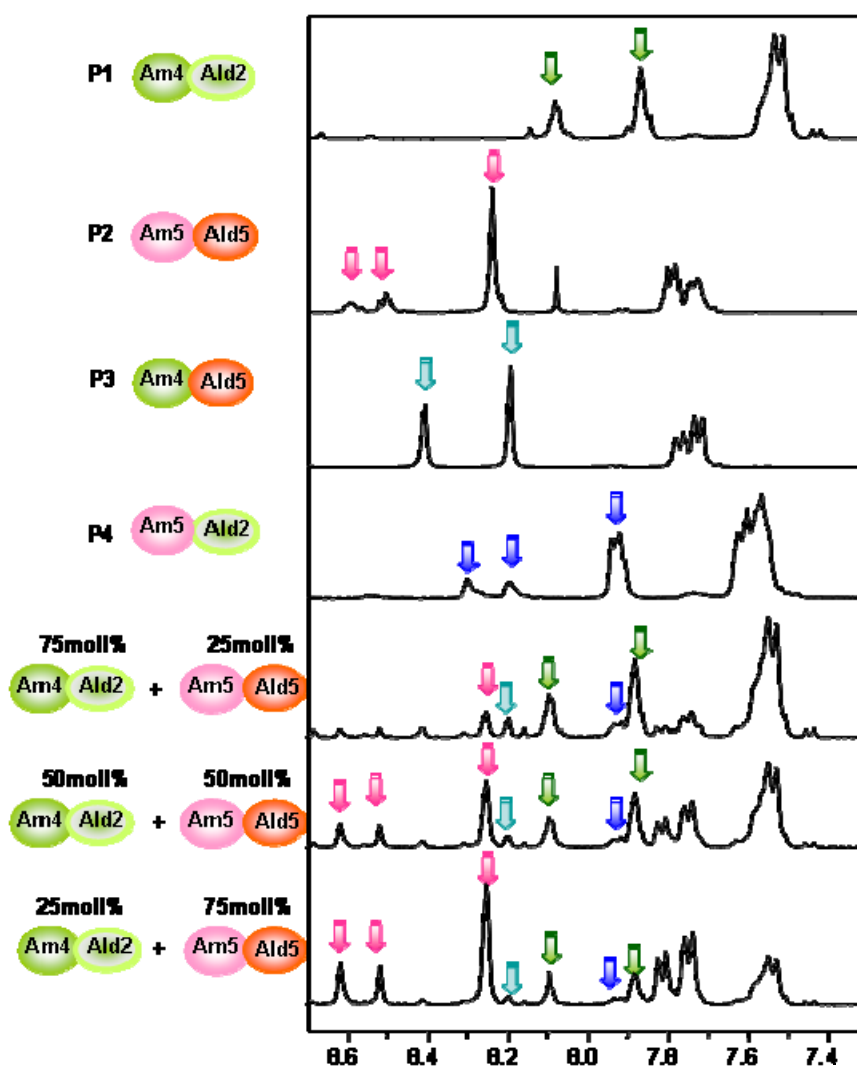 P1 Am4 Ald2
P2 Am5 Ald5
P3 Am4 Ald5
P4 Am5 Ald2
75moll% 25moll%
Am4 Ald2 + Am5 Ald5
50moll% 50moll%
Am4 Ald2 + Am5 Ald5
25moll% 75moll%
Am4 Ald2 + Am5 Ald5
8.6 8.4 8.2 8.0 7.8 7.6 7.4